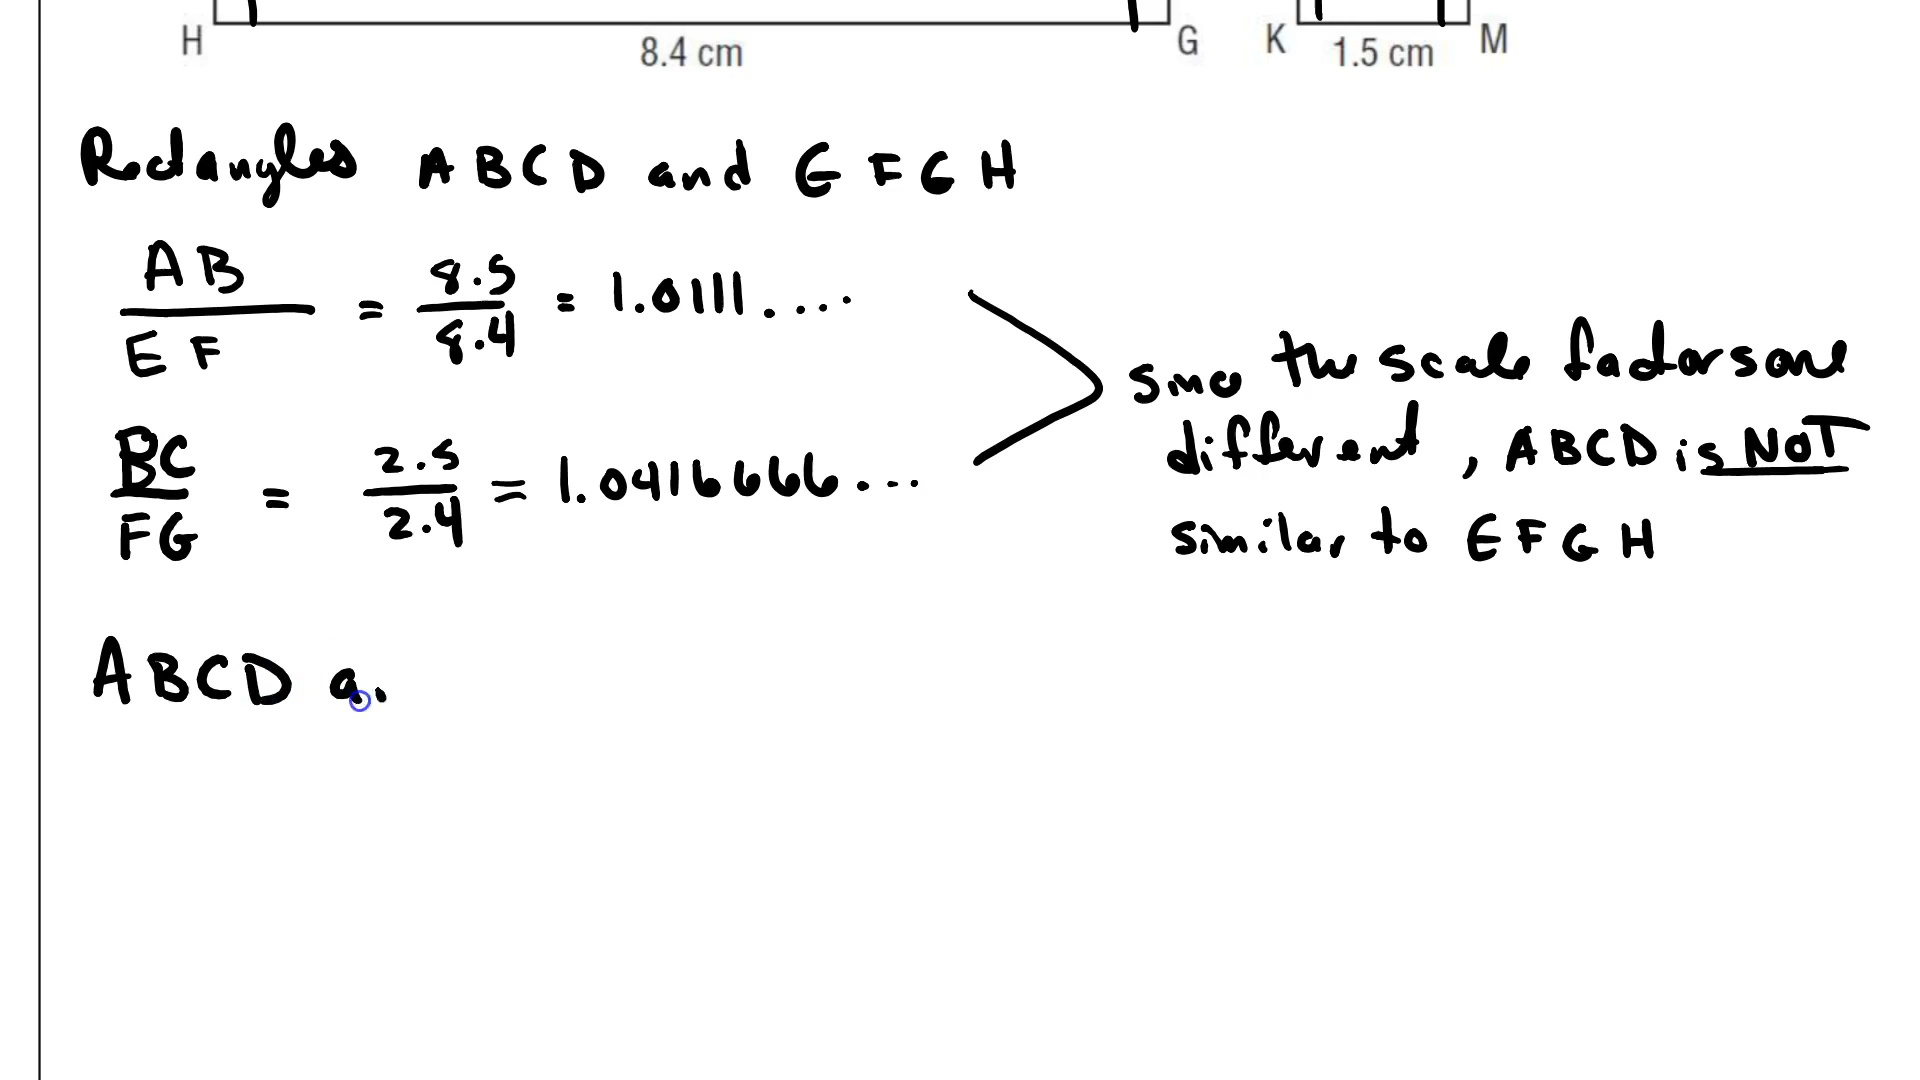 H 8.4 cm G K 1.5 cm M
Rectangles ABCD and EFGH
AB/EF = 8.5/8.4 = 1.0111....
BC/FG = 2.5/2.4 = 1.0416666...
Since the scale factors are
different, ABCD is NOT
similar to EFGH
ABCD a